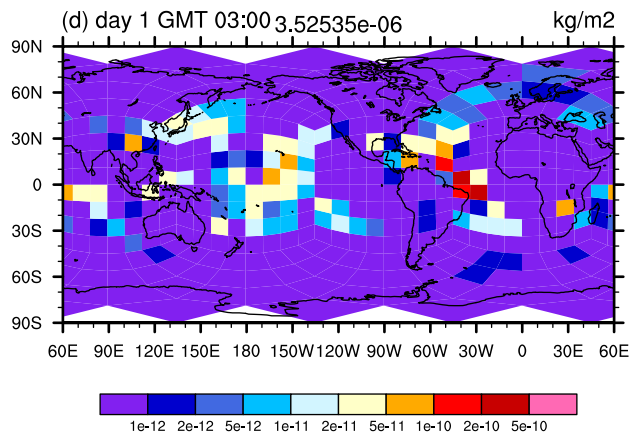 (d) day 1 GMT 03:00 3.52535e-06 kg/m2
90N
60N
30N
0
30S
60S
90S
60E 90E 120E 150E 180 150W 120W 90W 60W 30W 0 30E 60E
1e-12 2e-12 5e-12 1e-11 2e-11 5e-11 1e-10 2e-10 5e-10